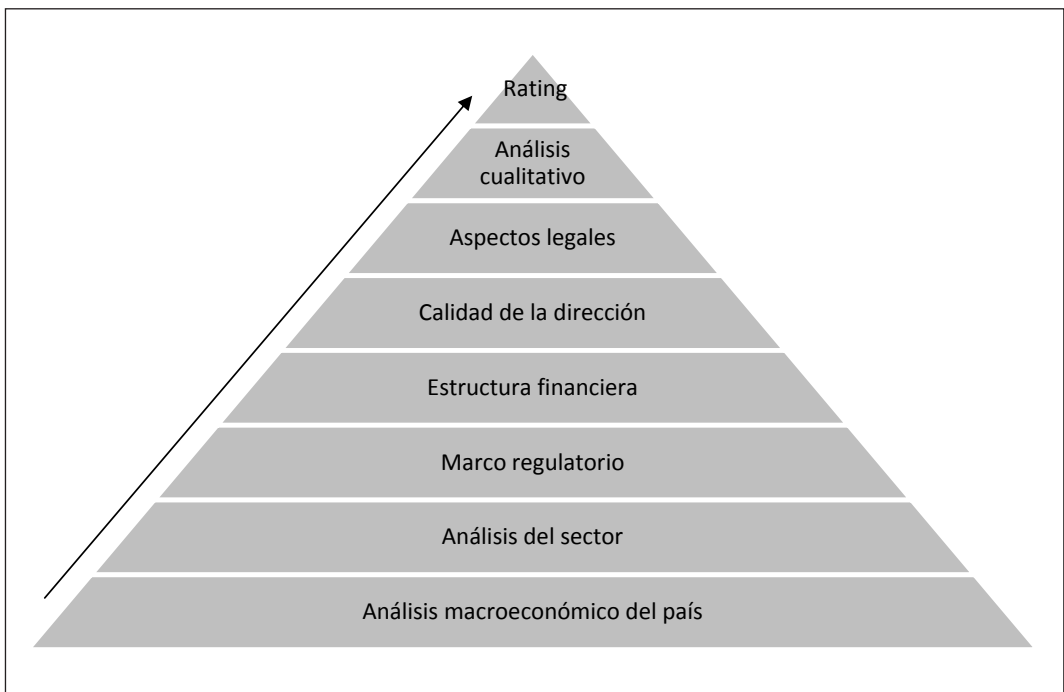 Rating
Análisis
cualitativo
Aspectos legales
Calidad de la dirección
Estructura financiera
Marco regulatorio
Análisis del sector
Análisis macroeconómico del país